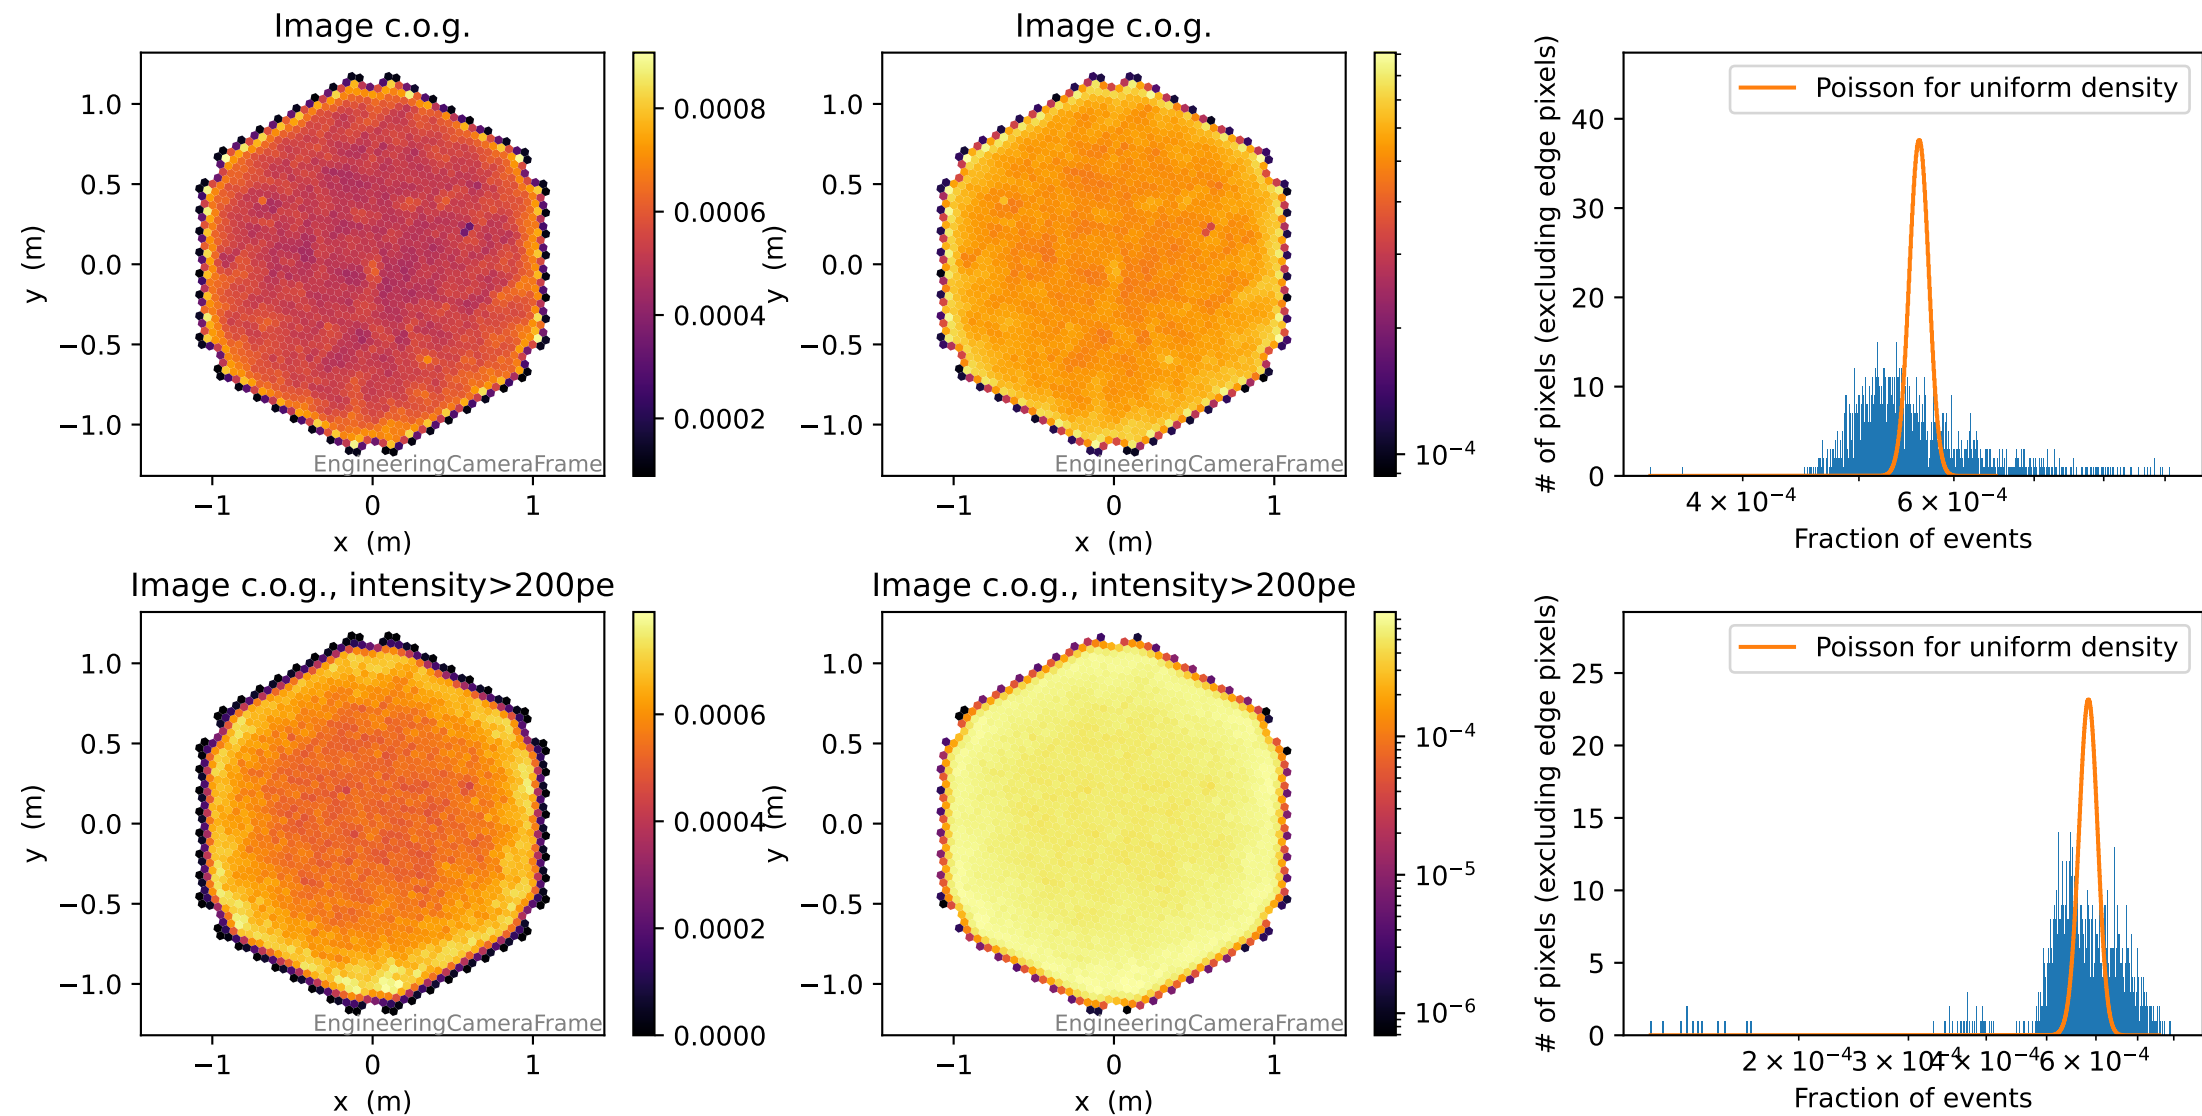 Image c.o.g.
1.0
0.5
0.0
−0.5
−1.0
y (m)
−1
0
1
x (m)
EngineeringCameraFrame
0.0008
0.0006
0.0004
0.0002
Image c.o.g.
1.0
0.5
0.0
−0.5
−1.0
y (m)
−1
0
1
x (m)
EngineeringCameraFrame
10⁻⁴
# of pixels (excluding edge pixels)
40
30
20
10
0
Poisson for uniform density
4 × 10⁻⁴
6 × 10⁻⁴
Fraction of events
Image c.o.g., intensity>200pe
1.0
0.5
0.0
−0.5
−1.0
y (m)
−1
0
1
x (m)
EngineeringCameraFrame
0.0006
0.0004
0.0002
0.0000
Image c.o.g., intensity>200pe
1.0
0.5
0.0
−0.5
−1.0
y (m)
−1
0
1
x (m)
EngineeringCameraFrame
10⁻⁴
10⁻⁵
10⁻⁶
# of pixels (excluding edge pixels)
25
20
15
10
5
0
Poisson for uniform density
2 × 10⁻⁴
3 × 10⁻⁴
4 × 10⁻⁴
6 × 10⁻⁴
Fraction of events